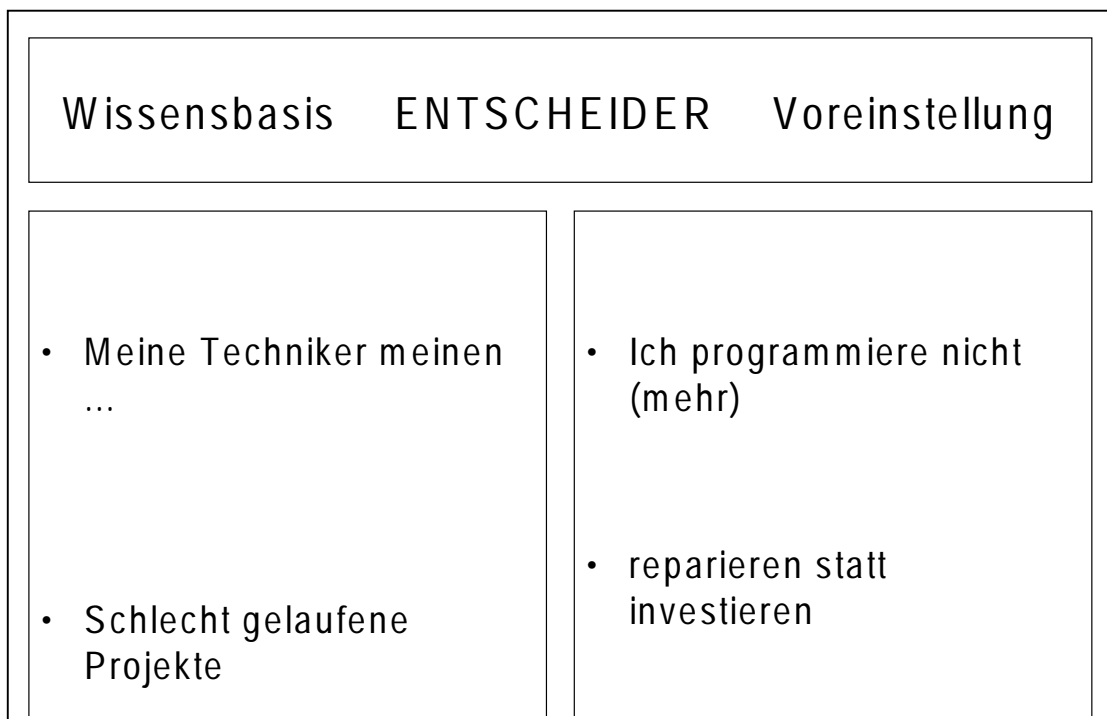 Wissensbasis ENTSCHEIDER Voreinstellung
• Meine Techniker meinen
...
• Schlecht gelaufene
Projekte
• Ich programmiere nicht
(mehr)
• reparieren statt
investieren